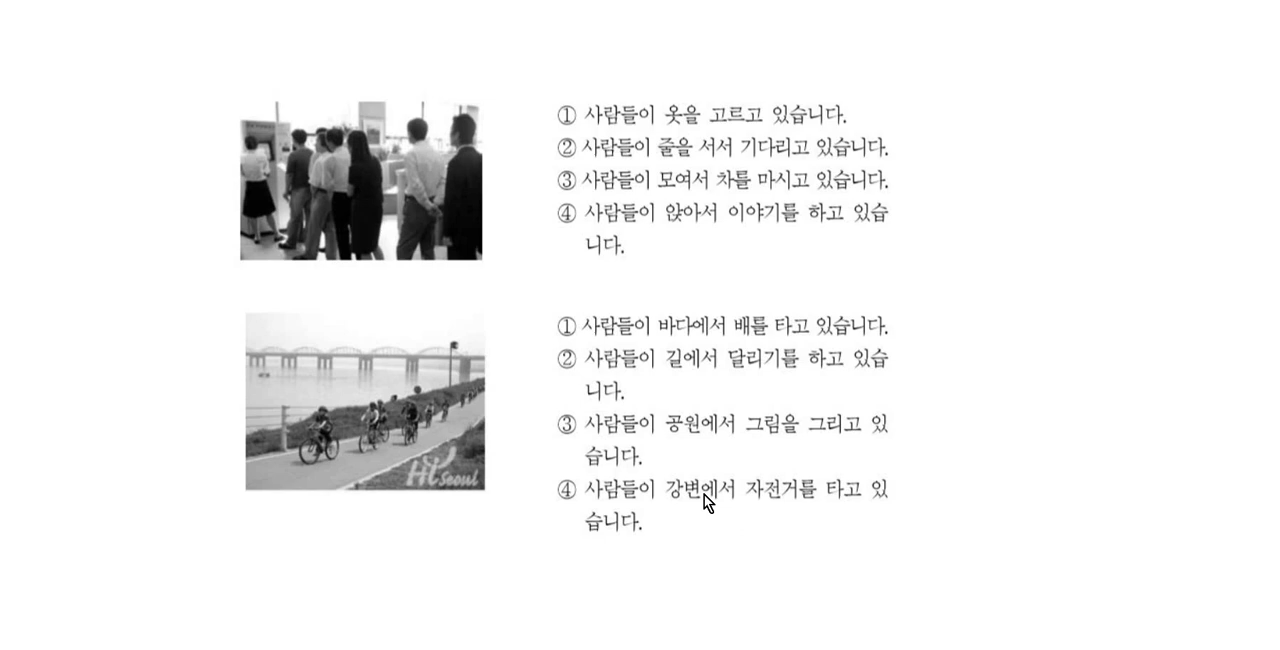 ① 사람들이 옷을 고르고 있습니다.
② 사람들이 줄을 서서 기다리고 있습니다.
③ 사람들이 모여서 차를 마시고 있습니다.
④ 사람들이 앉아서 이야기를 하고 있습
니다.
① 사람들이 바다에서 배를 타고 있습니다.
② 사람들이 길에서 달리기를 하고 있습
니다.
③ 사람들이 공원에서 그림을 그리고 있
습니다.
④ 사람들이 강변에서 자전거를 타고 있
습니다.
Hi Seoul